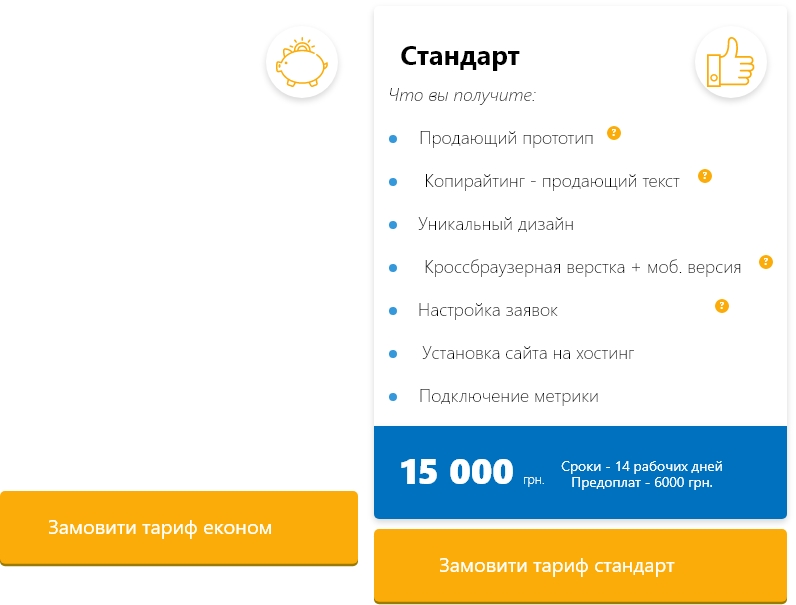 Стандарт
Что вы получите:
Продающий прототип ?
Копирайтинг - продающий текст ?
Уникальный дизайн
Кроссбраузерная верстка + моб. версия ?
Настройка заявок ?
Установка сайта на хостинг
Подключение метрики
15 000 грн.
Сроки - 14 рабочих дней
Предоплат - 6000 грн.
Замовити тариф економ
Замовити тариф стандарт